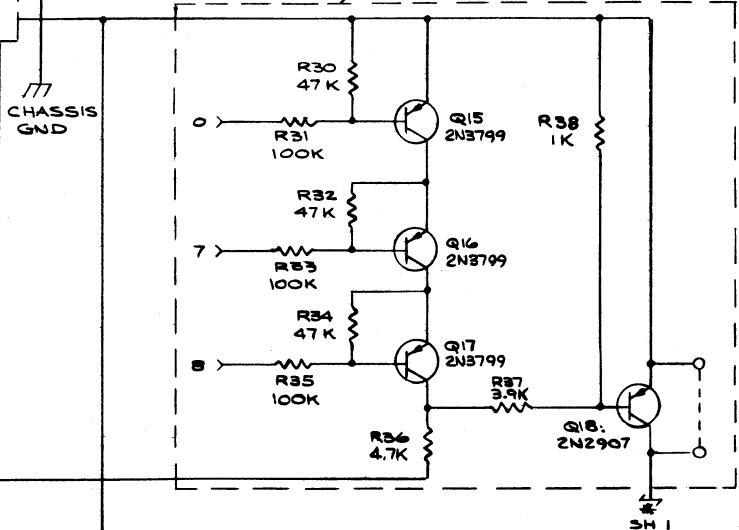 CHASSIS
GND
R30
47K
O
R31
100K
Q15
2N3799
R38
1K
R32
47K
7
R33
100K
Q16
2N3799
R34
47K
8
R35
100K
Q17
2N3799
R37
3.9K
R36
4.7K
Q18:
2N2907
*
SH 1